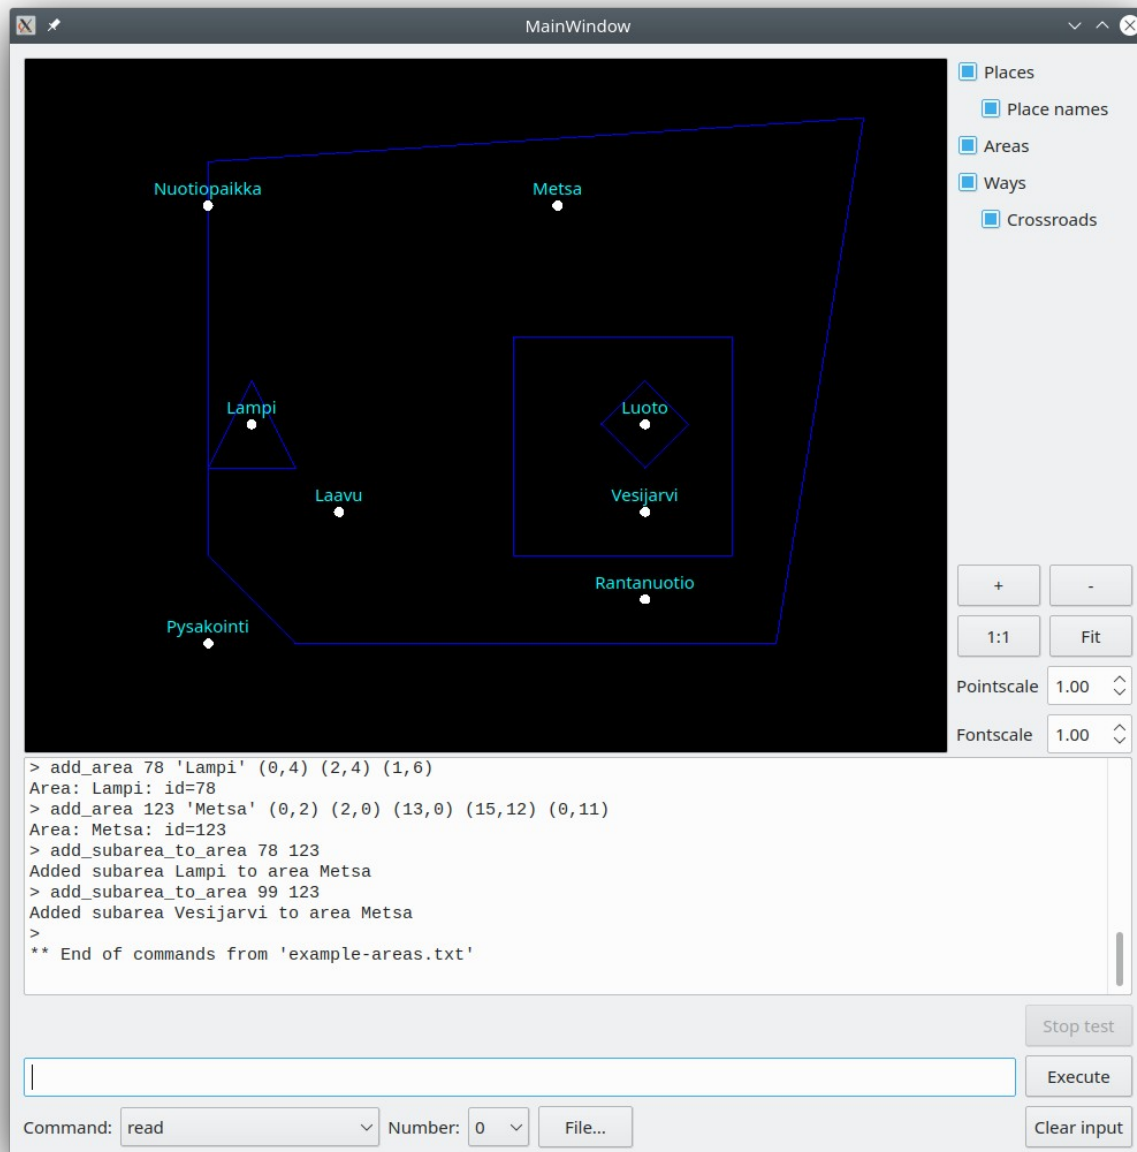 MainWindow
Places
Place names
Areas
Ways
Crossroads
Nuotiopaikka
Metsa
Lampi
Luoto
Laavu
Vesijarvi
Rantanuotio
Pysakointi
+ -
1:1 Fit
Pointscale 1.00
Fontscale 1.00
> add_area 78 'Lampi' (0,4) (2,4) (1,6)
Area: Lampi: id=78
> add_area 123 'Metsa' (0,2) (2,0) (13,0) (15,12) (0,11)
Area: Metsa: id=123
> add_subarea_to_area 78 123
Added subarea Lampi to area Metsa
> add_subarea_to_area 99 123
Added subarea Vesijarvi to area Metsa
>
** End of commands from 'example-areas.txt'
Stop test
Execute
Command: read Number: 0 File... Clear input